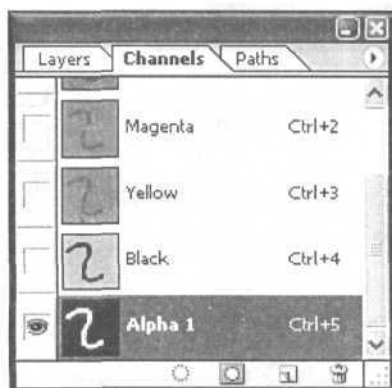 Layers Channels Paths
Magenta Ctrl+2
Yellow Ctrl+3
Black Ctrl+4
Alpha 1 Ctrl+5